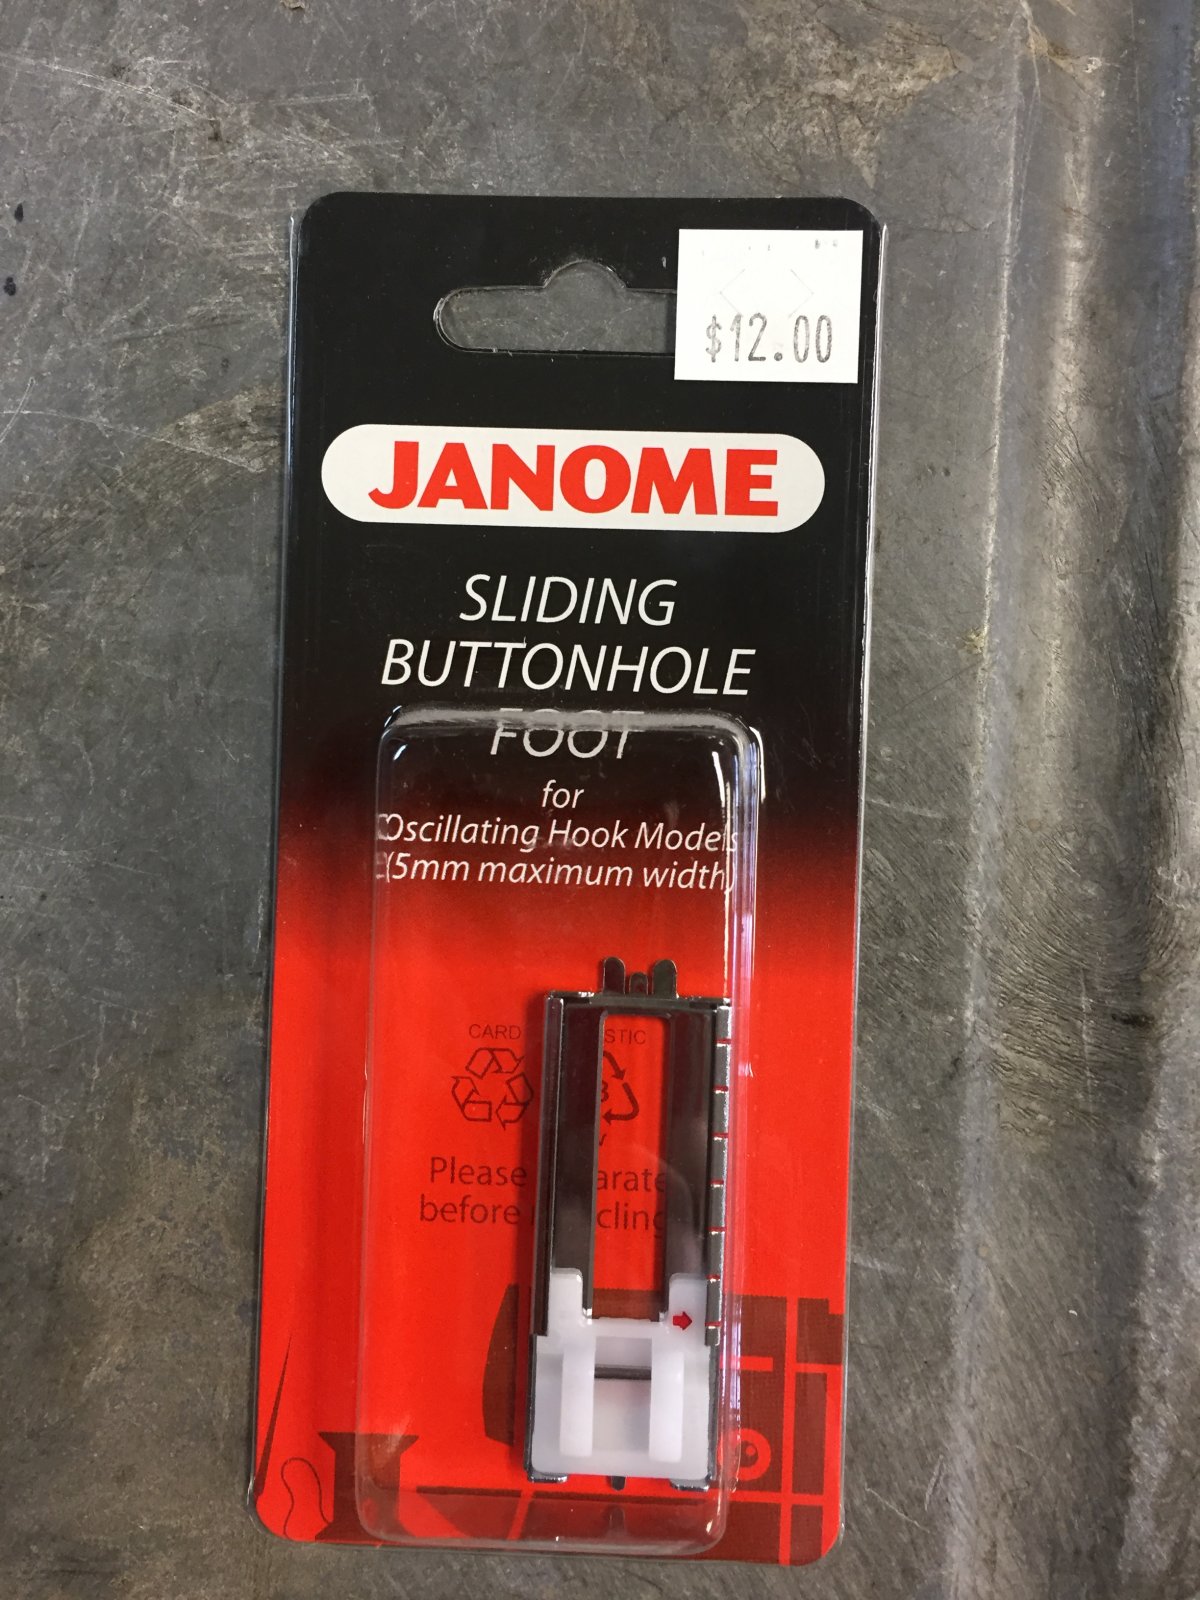 $12.00
JANOME
SLIDING
BUTTONHOLE
FOOT
for
Oscillating Hook Models
(5mm maximum width)
CARD
Please
before